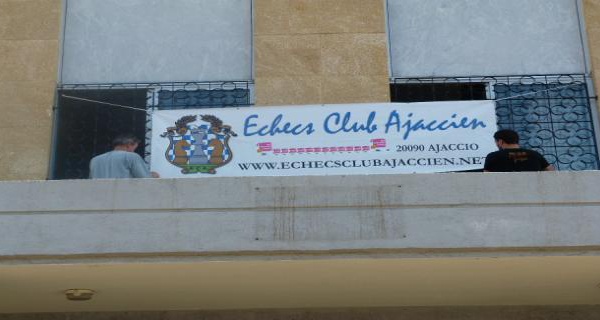 Echecs Club Ajaccien
20090 AJACCIO
WWW.ECHECSCLUBAJACCIEN.NET